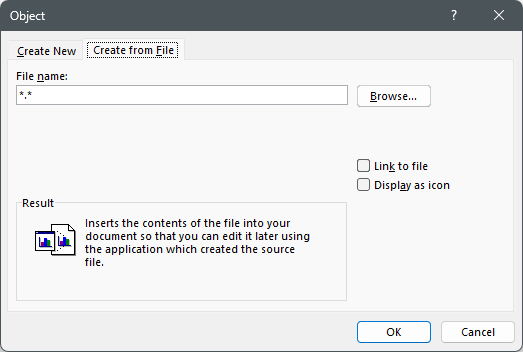 Object
?
Create New
Create from File
File name:
*.*
Browse...
Link to file
Display as icon
Result
Inserts the contents of the file into your
document so that you can edit it later using
the application which created the source
file.
OK
Cancel